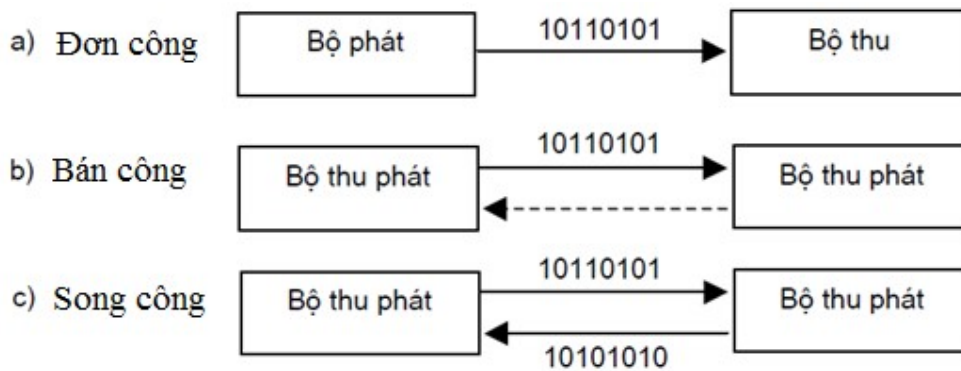 a) Đơn công Bộ phát 10110101 Bộ thu
b) Bán công Bộ thu phát 10110101 Bộ thu phát
c) Song công Bộ thu phát 10110101 Bộ thu phát
10101010